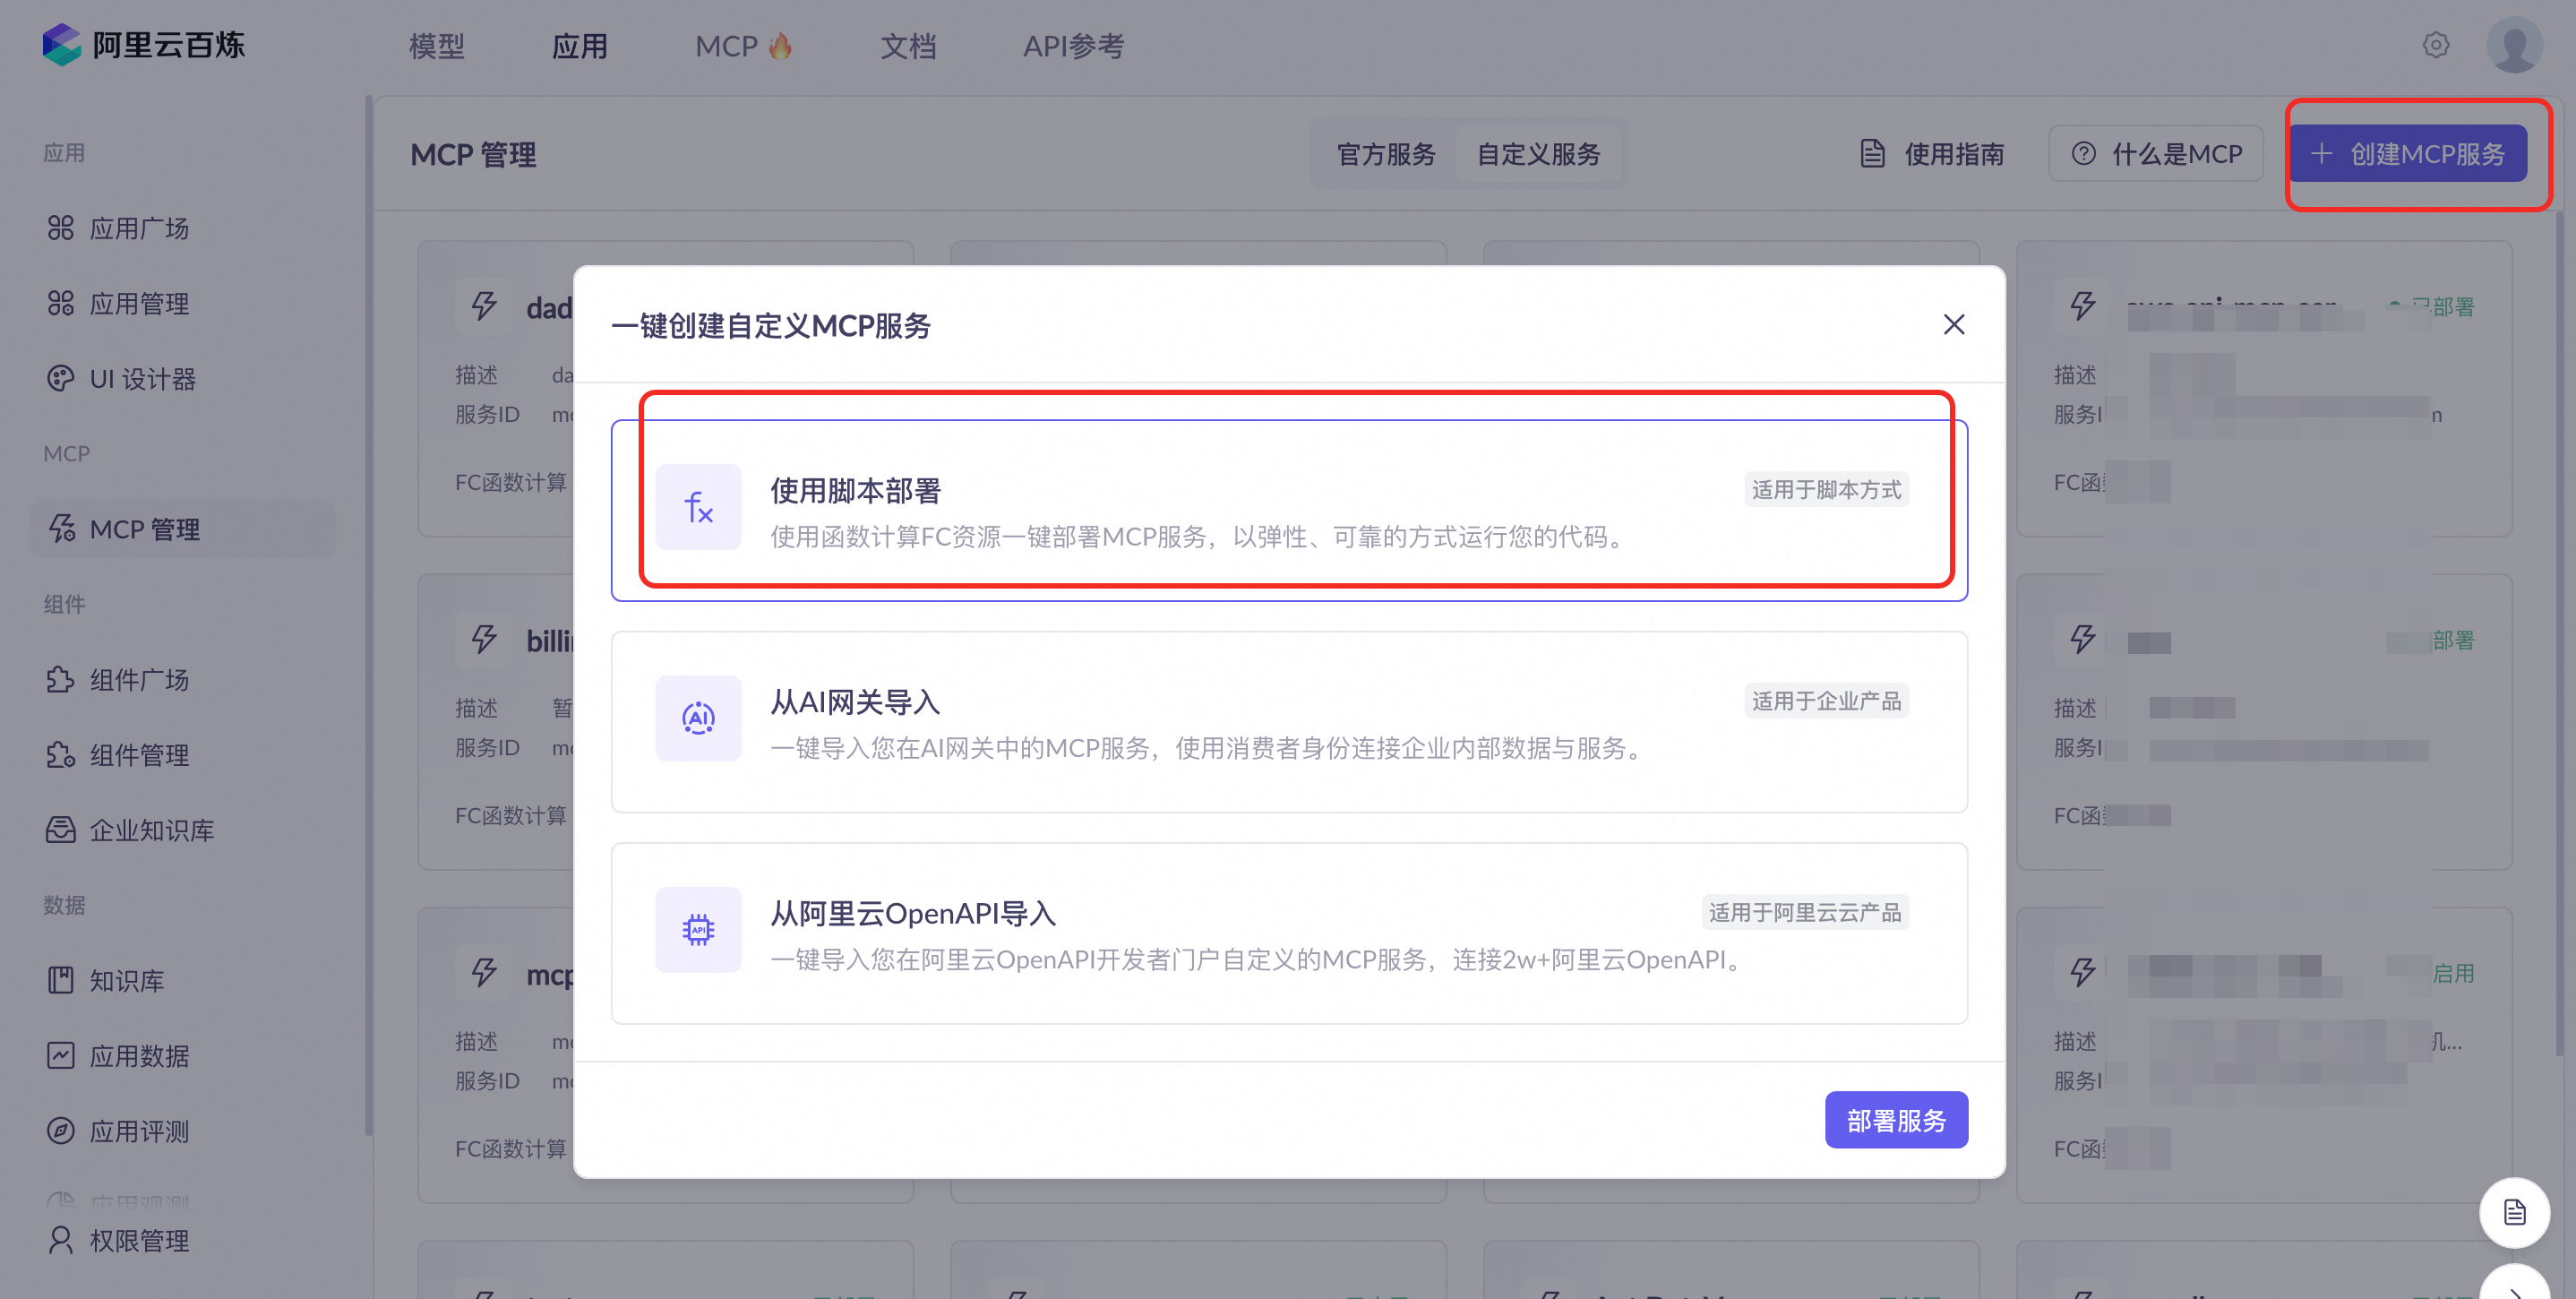 阿里云百炼
模型
应用
MCP
文档
API参考
应用
应用广场
应用管理
UI 设计器
MCP
MCP 管理
组件
组件广场
组件管理
企业知识库
数据
知识库
应用数据
应用评测
应用观测
权限管理
MCP 管理
官方服务
自定义服务
使用指南
什么是MCP
创建MCP服务
dad
描述 da
服务ID mc
FC函数计算
已部署
描述
服务I m
FC函
一键创建自定义MCP服务
使用脚本部署
适用于脚本方式
使用函数计算FC资源一键部署MCP服务，以弹性、可靠的方式运行您的代码。
从AI网关导入
适用于企业产品
一键导入您在AI网关中的MCP服务，使用消费者身份连接企业内部数据与服务。
从阿里云OpenAPI导入
适用于阿里云云产品
一键导入您在阿里云OpenAPI开发者门户自定义的MCP服务，连接2w+阿里云OpenAPI。
部署服务
billi
描述 暂
服务ID mc
FC函数计算
部署
描述
服务I
FC函
mcp
描述 mc
服务ID mc
FC函数计算
启用
描述 机...
服务I
FC函